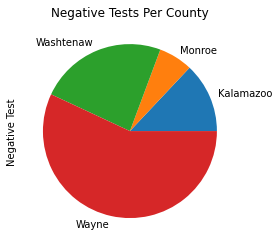 Negative Tests Per County
Washtenaw
Monroe
Kalamazoo
Negative Test
Wayne